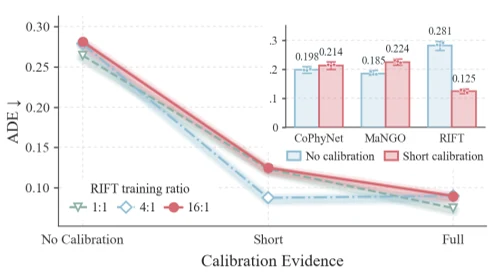 0.30
0.25
0.20
0.15
0.10
ADE ↓
No Calibration
Short
Full
Calibration Evidence
RIFT training ratio
1:1
4:1
16:1
.3
.2
.1
0
0.198
0.214
0.185
0.224
0.281
0.125
CoPhyNet
MaNGO
RIFT
No calibration
Short calibration